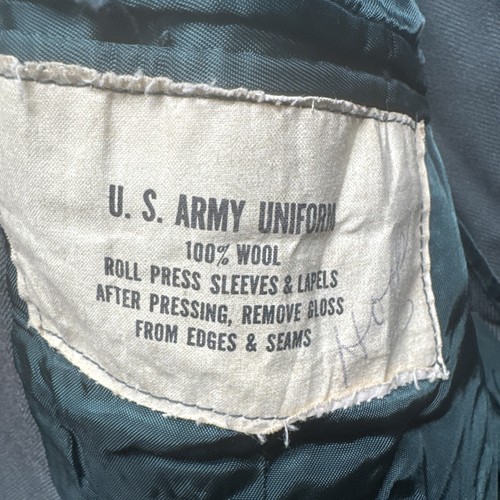 U. S. ARMY UNIFORM
100% WOOL
ROLL PRESS SLEEVES & LAPELS
AFTER PRESSING, REMOVE GLOSS
FROM EDGES & SEAMS